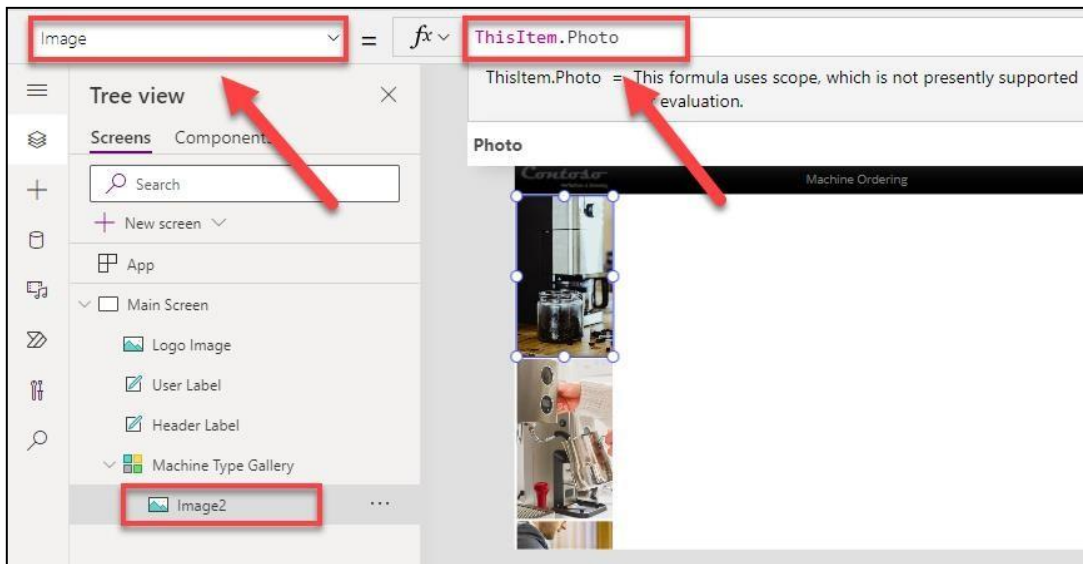 Image
=
fx
ThisItem.Photo
ThisItem.Photo = This formula uses scope, which is not presently supported
evaluation.
Tree view
Screens Component
Search
New screen
Photo
Contoso
Machine Ordering
App
Main Screen
Logo Image
User Label
Header Label
Machine Type Gallery
Image2
...